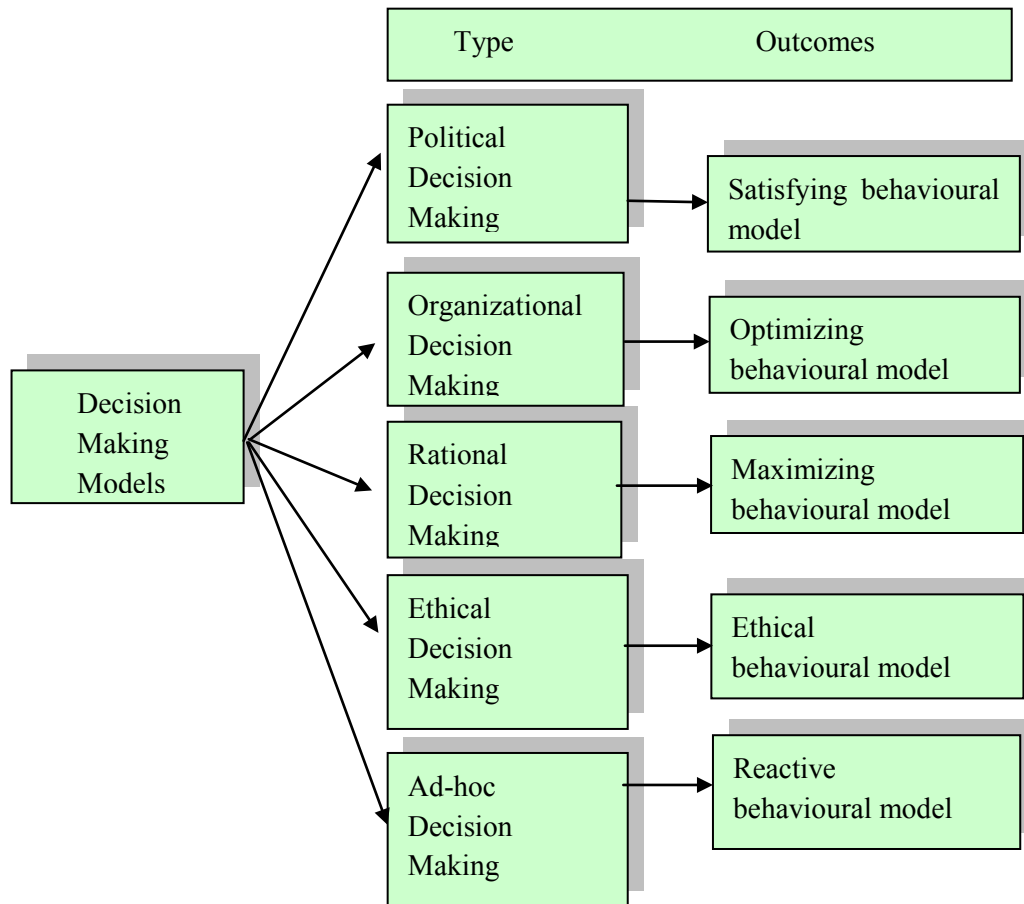 Type Outcomes
Political
Decision
Making
Satisfying behavioural
model
Organizational
Decision
Making
Optimizing
behavioural model
Decision
Making
Models
Rational
Decision
Making
Maximizing
behavioural model
Ethical
Decision
Making
Ethical
behavioural model
Ad-hoc
Decision
Making
Reactive
behavioural model